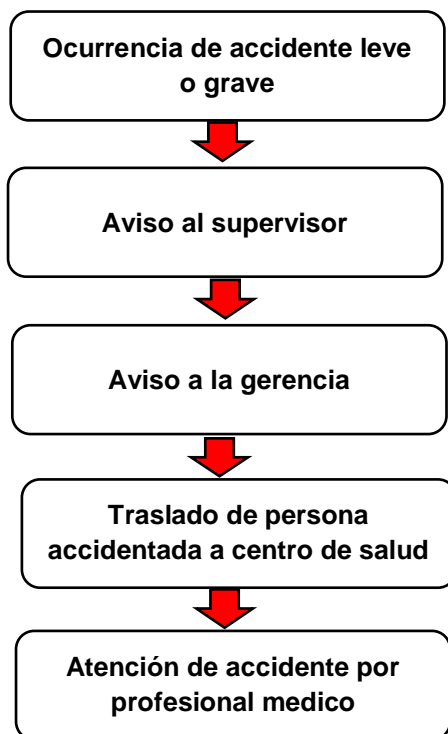 Ocurrencia de accidente leve
o grave
Aviso al supervisor
Aviso a la gerencia
Traslado de persona
accidentada a centro de salud
Atención de accidente por
profesional medico